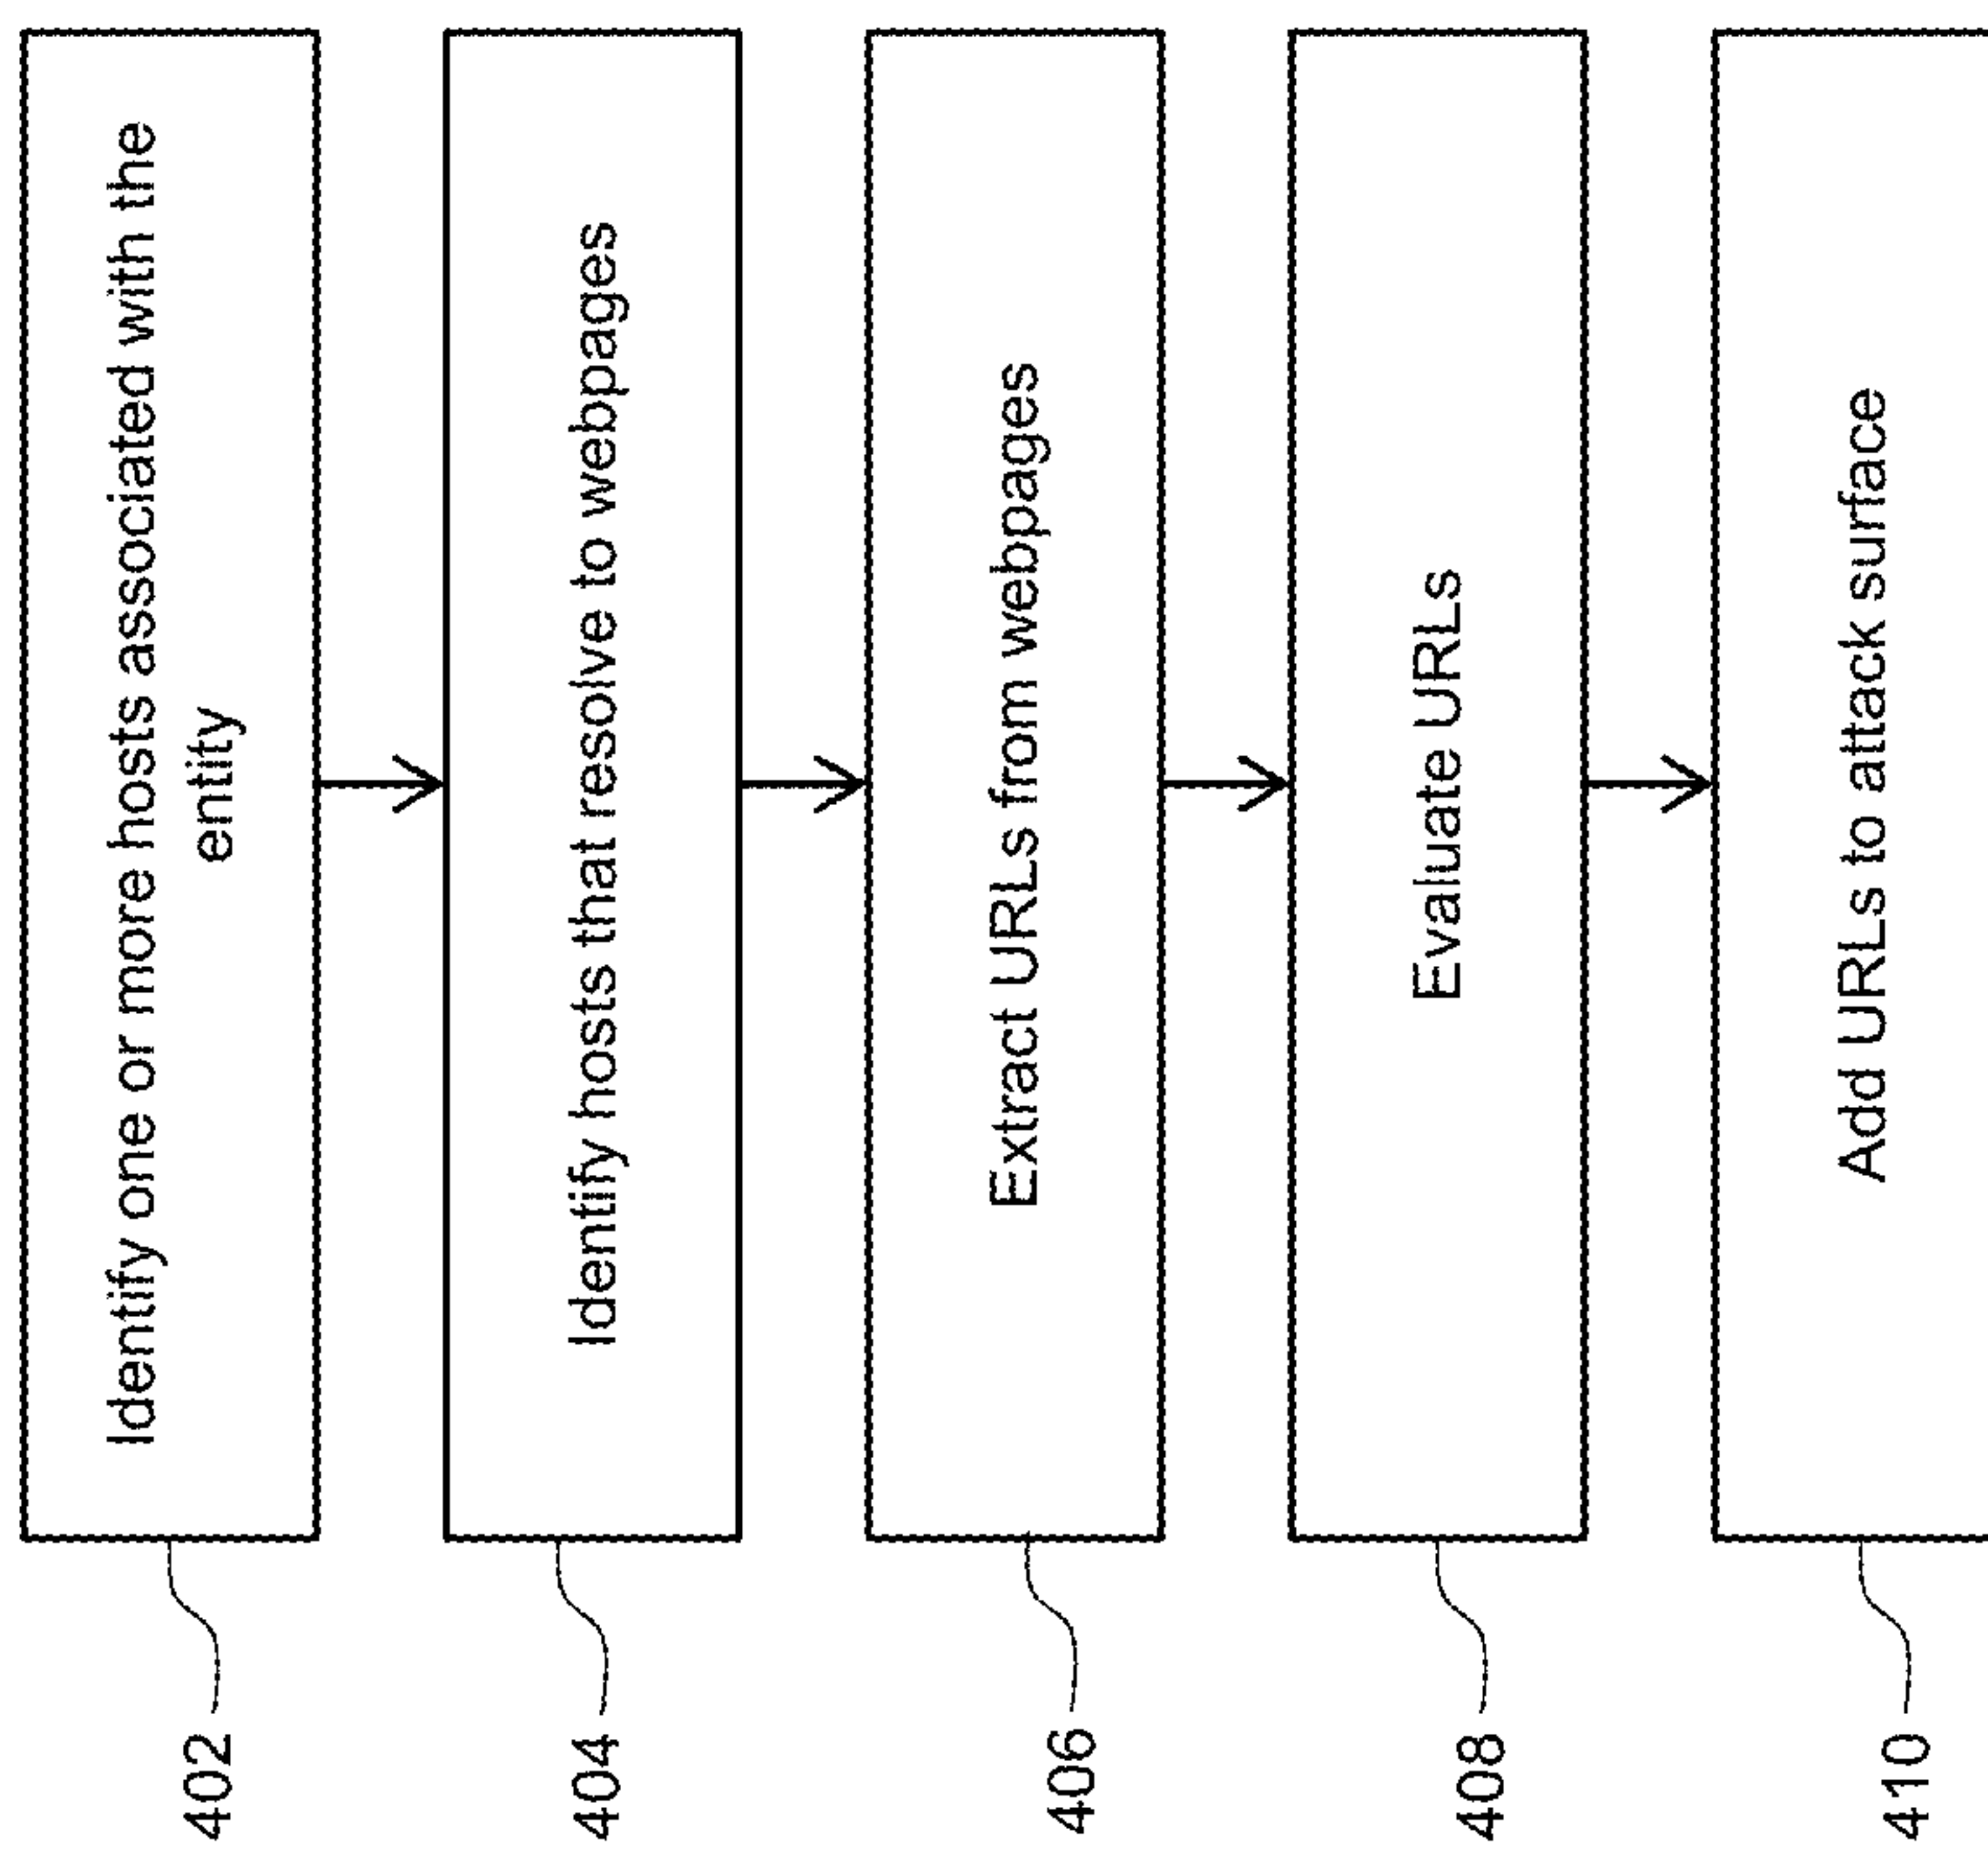 402
Identify one or more hosts associated with the
entity
404
Identify hosts that resolve to webpages
406
Extract URLs from webpages
408
Evaluate URLs
410
Add URLs to attack surface